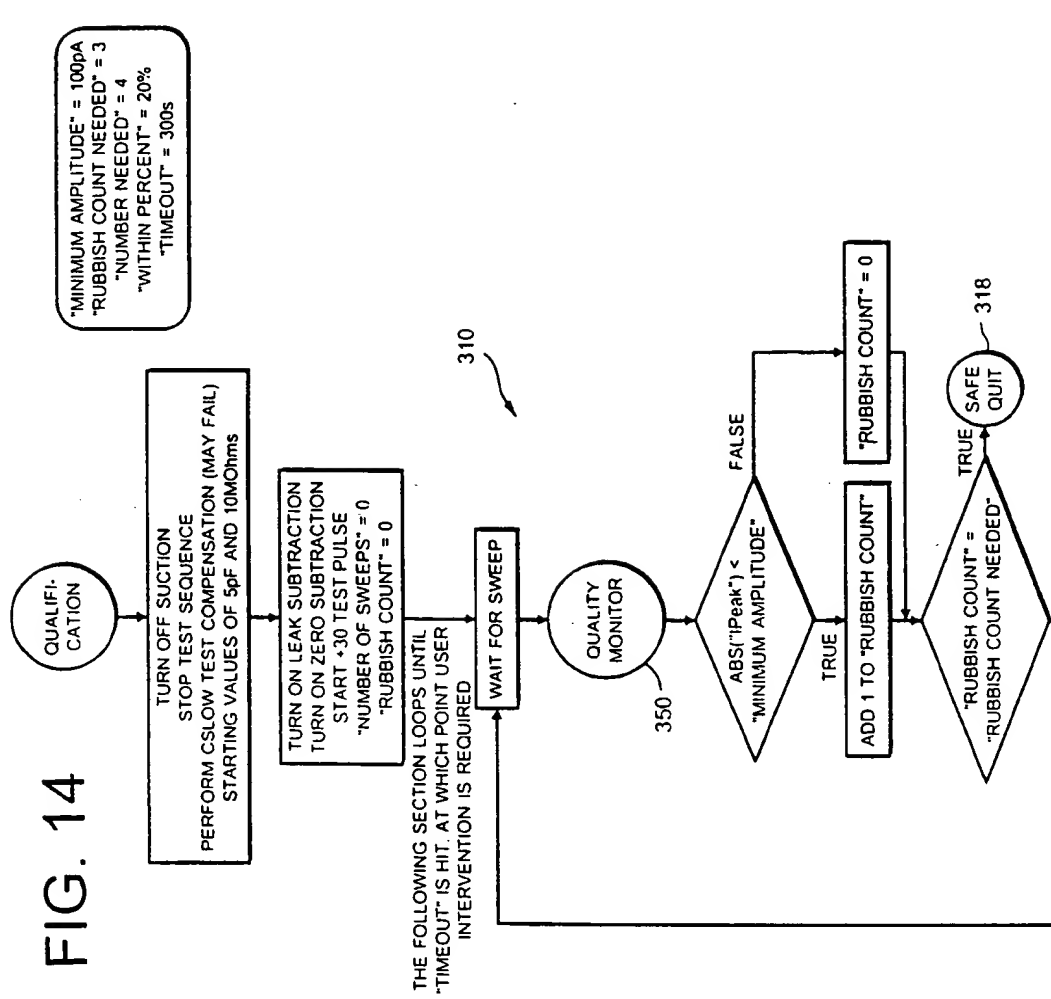 FIG. 14
QUALIFI-
CATION
"MINIMUM AMPLITUDE" = 100pA
"RUBBISH COUNT NEEDED" = 3
"NUMBER NEEDED" = 4
"WITHIN PERCENT" = 20%
"TIMEOUT" = 300s
TURN OFF SUCTION
STOP TEST SEQUENCE
PERFORM CSLOW TEST COMPENSATION (MAY FAIL)
STARTING VALUES OF 5pF AND 10MOhms
TURN ON LEAK SUBTRACTION
TURN ON ZERO SUBTRACTION
START +30 TEST PULSE
"NUMBER OF SWEEPS" = 0
"RUBBISH COUNT" = 0
310
THE FOLLOWING SECTION LOOPS UNTIL
"TIMEOUT" IS HIT. AT WHICH POINT USER
INTERVENTION IS REQUIRED
WAIT FOR SWEEP
QUALITY
MONITOR
350
ABS("IPeak") <
"MINIMUM AMPLITUDE"
FALSE
TRUE
ADD 1 TO "RUBBISH COUNT"
"RUBBISH COUNT" = 0
"RUBBISH COUNT" =
"RUBBISH COUNT NEEDED"
TRUE
SAFE
QUIT
318